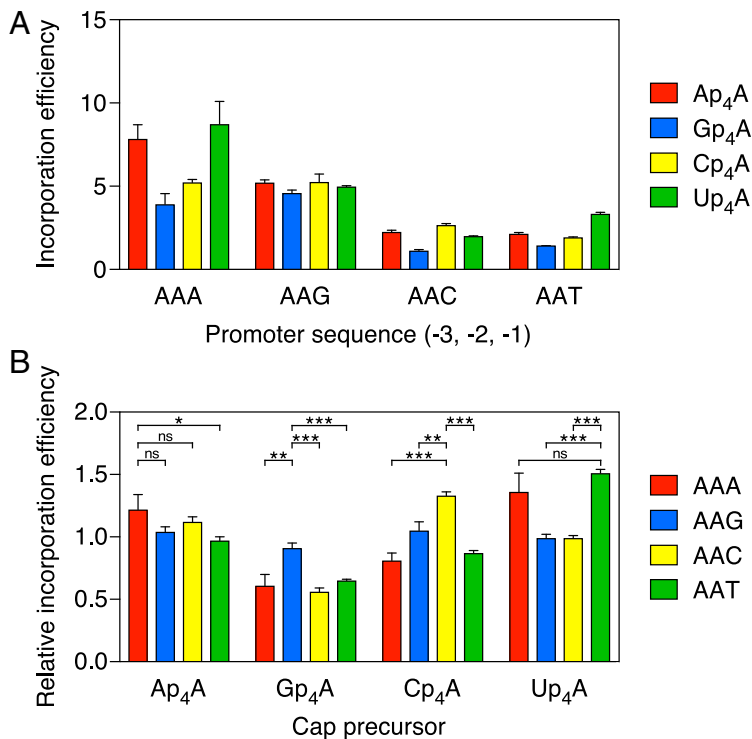 A
Incorporation efficiency
15
10
5
0
AAA AAG AAC AAT
Promoter sequence (-3, -2, -1)
Ap4A
Gp4A
Cp4A
Up4A
B
Relative incorporation efficiency
2.0
1.5
1.0
0.5
0.0
* *** *** ***
ns *** ** ***
ns ** *** ns
Ap4A Gp4A Cp4A Up4A
Cap precursor
AAA
AAG
AAC
AAT